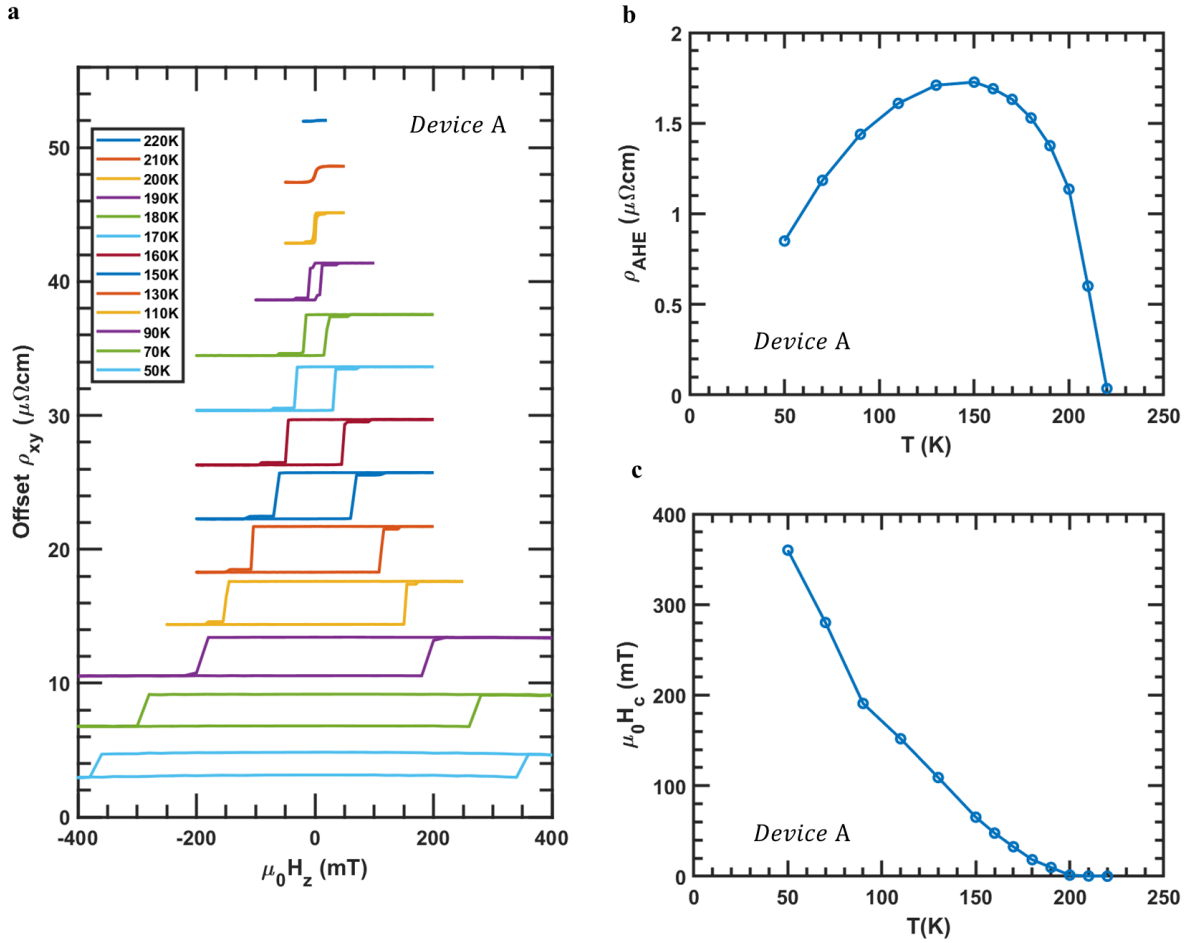 a
Device A
220K
210K
200K
190K
180K
170K
160K
150K
130K
110K
90K
70K
50K
Offset ρxy (μΩcm)
50
40
30
20
10
0
-400 -200 0 200 400
μ0Hz (mT)
b
ρAHE (μΩcm)
2
1.5
1
0.5
0
Device A
0 50 100 150 200 250
T (K)
c
μ0Hc (mT)
400
300
200
100
0
Device A
0 50 100 150 200 250
T(K)